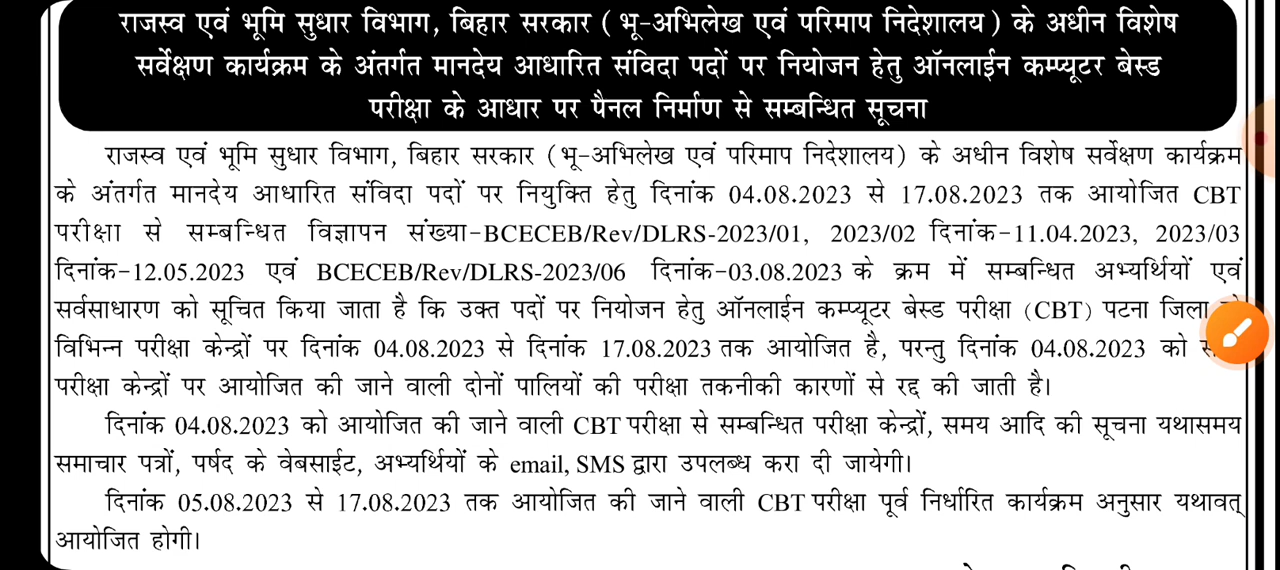 राजस्व एवं भूमि सुधार विभाग, बिहार सरकार ( भू-अभिलेख एवं परिमाप निदेशालय ) के अधीन विशेष
सर्वेक्षण कार्यक्रम के अंतर्गत मानदेय आधारित संविदा पदों पर नियोजन हेतु ऑनलाईन कम्प्यूटर बेस्ड
परीक्षा के आधार पर पैनल निर्माण से सम्बन्धित सूचना
राजस्व एवं भूमि सुधार विभाग, बिहार सरकार (भू-अभिलेख एवं परिमाप निदेशालय) के अधीन विशेष सर्वेक्षण कार्यक्रम
के अंतर्गत मानदेय आधारित संविदा पदों पर नियुक्ति हेतु दिनांक 04.08.2023 से 17.08.2023 तक आयोजित CBT
परीक्षा से सम्बन्धित विज्ञापन संख्या-BCECEB/Rev/DLRS-2023/01, 2023/02 दिनांक-11.04.2023, 2023/03
दिनांक-12.05.2023 एवं BCECEB/Rev/DLRS-2023/06 दिनांक-03.08.2023 के क्रम में सम्बन्धित अभ्यर्थियों एवं
सर्वसाधारण को सूचित किया जाता है कि उक्त पदों पर नियोजन हेतु ऑनलाईन कम्प्यूटर बेस्ड परीक्षा (CBT) पटना जिला
विभिन्न परीक्षा केन्द्रों पर दिनांक 04.08.2023 से दिनांक 17.08.2023 तक आयोजित है, परन्तु दिनांक 04.08.2023 को
परीक्षा केन्द्रों पर आयोजित की जाने वाली दोनों पालियों की परीक्षा तकनीकी कारणों से रद्द की जाती है।
दिनांक 04.08.2023 को आयोजित की जाने वाली CBT परीक्षा से सम्बन्धित परीक्षा केन्द्रों, समय आदि की सूचना यथासमय
समाचार पत्रों, पर्षद के वेबसाईट, अभ्यर्थियों के email, SMS द्वारा उपलब्ध करा दी जायेगी।
दिनांक 05.08.2023 से 17.08.2023 तक आयोजित की जाने वाली CBT परीक्षा पूर्व निर्धारित कार्यक्रम अनुसार यथावत्
आयोजित होगी।